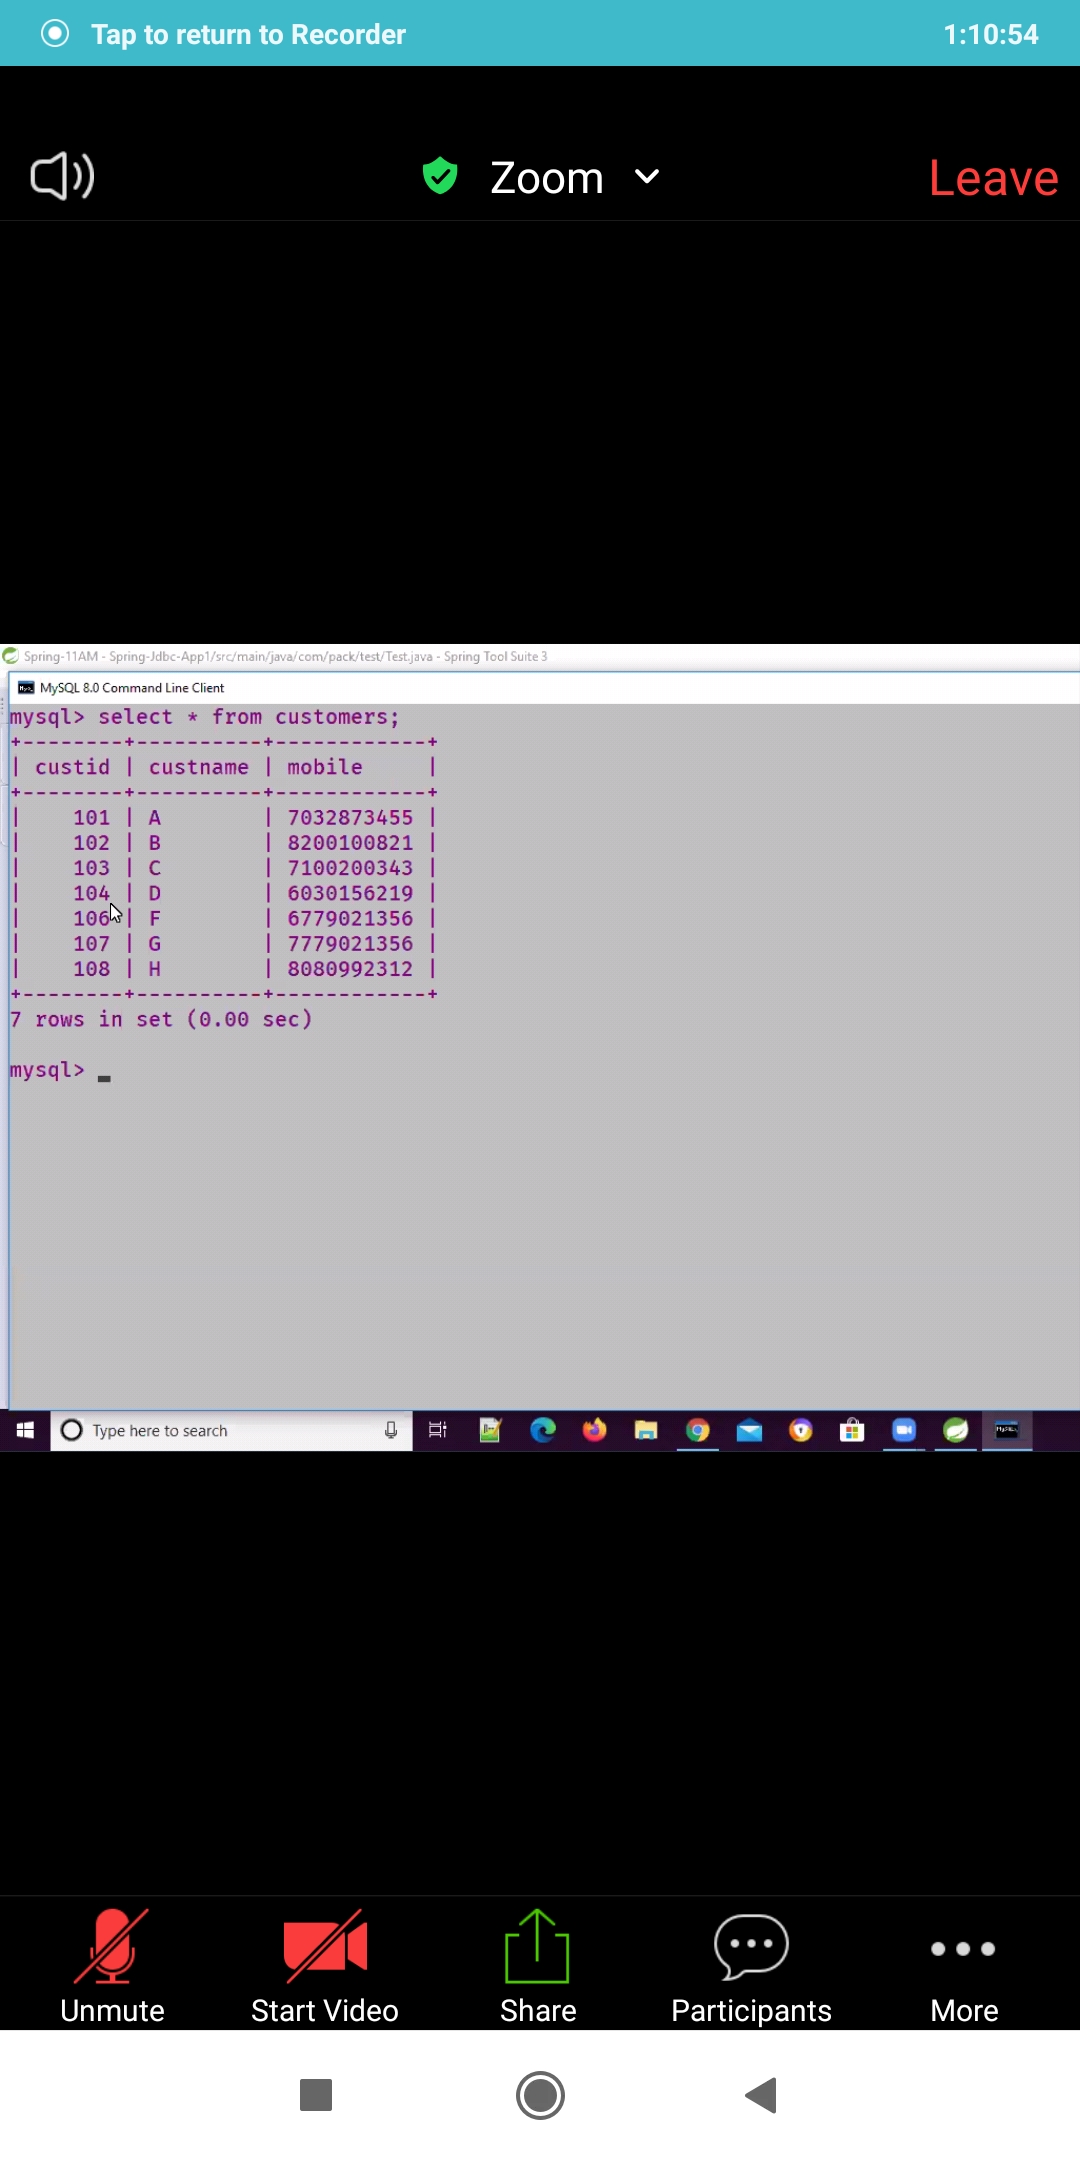 Tap to return to Recorder 1:10:54
Zoom Leave
Spring-11AM - Spring-Jdbc-App1/src/main/java/com/pack/test/Test.java - Spring Tool Suite 3
MySQL 8.0 Command Line Client
mysql> select * from customers;
+--------+----------+------------+
| custid | custname | mobile     |
+--------+----------+------------+
|    101 | A        | 7032873455 |
|    102 | B        | 8200100821 |
|    103 | C        | 7100200343 |
|    104 | D        | 6030156219 |
|    106 | F        | 6779021356 |
|    107 | G        | 7779021356 |
|    108 | H        | 8080992312 |
+--------+----------+------------+
7 rows in set (0.00 sec)
mysql> _
Type here to search
Unmute Start Video Share Participants More